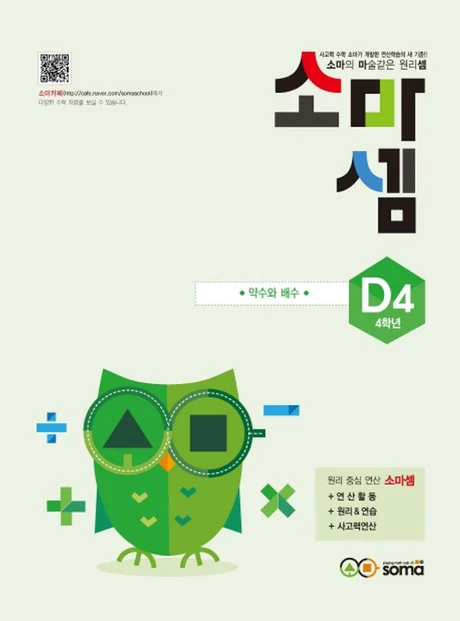 소마카페(http://cafe.naver.com/somaschool)에서
다양한 수학 자료를 보실 수 있습니다.
사고력 수학 소마가 개발한 연산학습의 새 기준!!
소마의 마술같은 원리셈
소마
셈
• 약수와 배수 •
D4
4학년
원리 중심 연산 소마셈
+ 연 산 활 동
+ 원리 & 연습
+ 사고력연산
soma